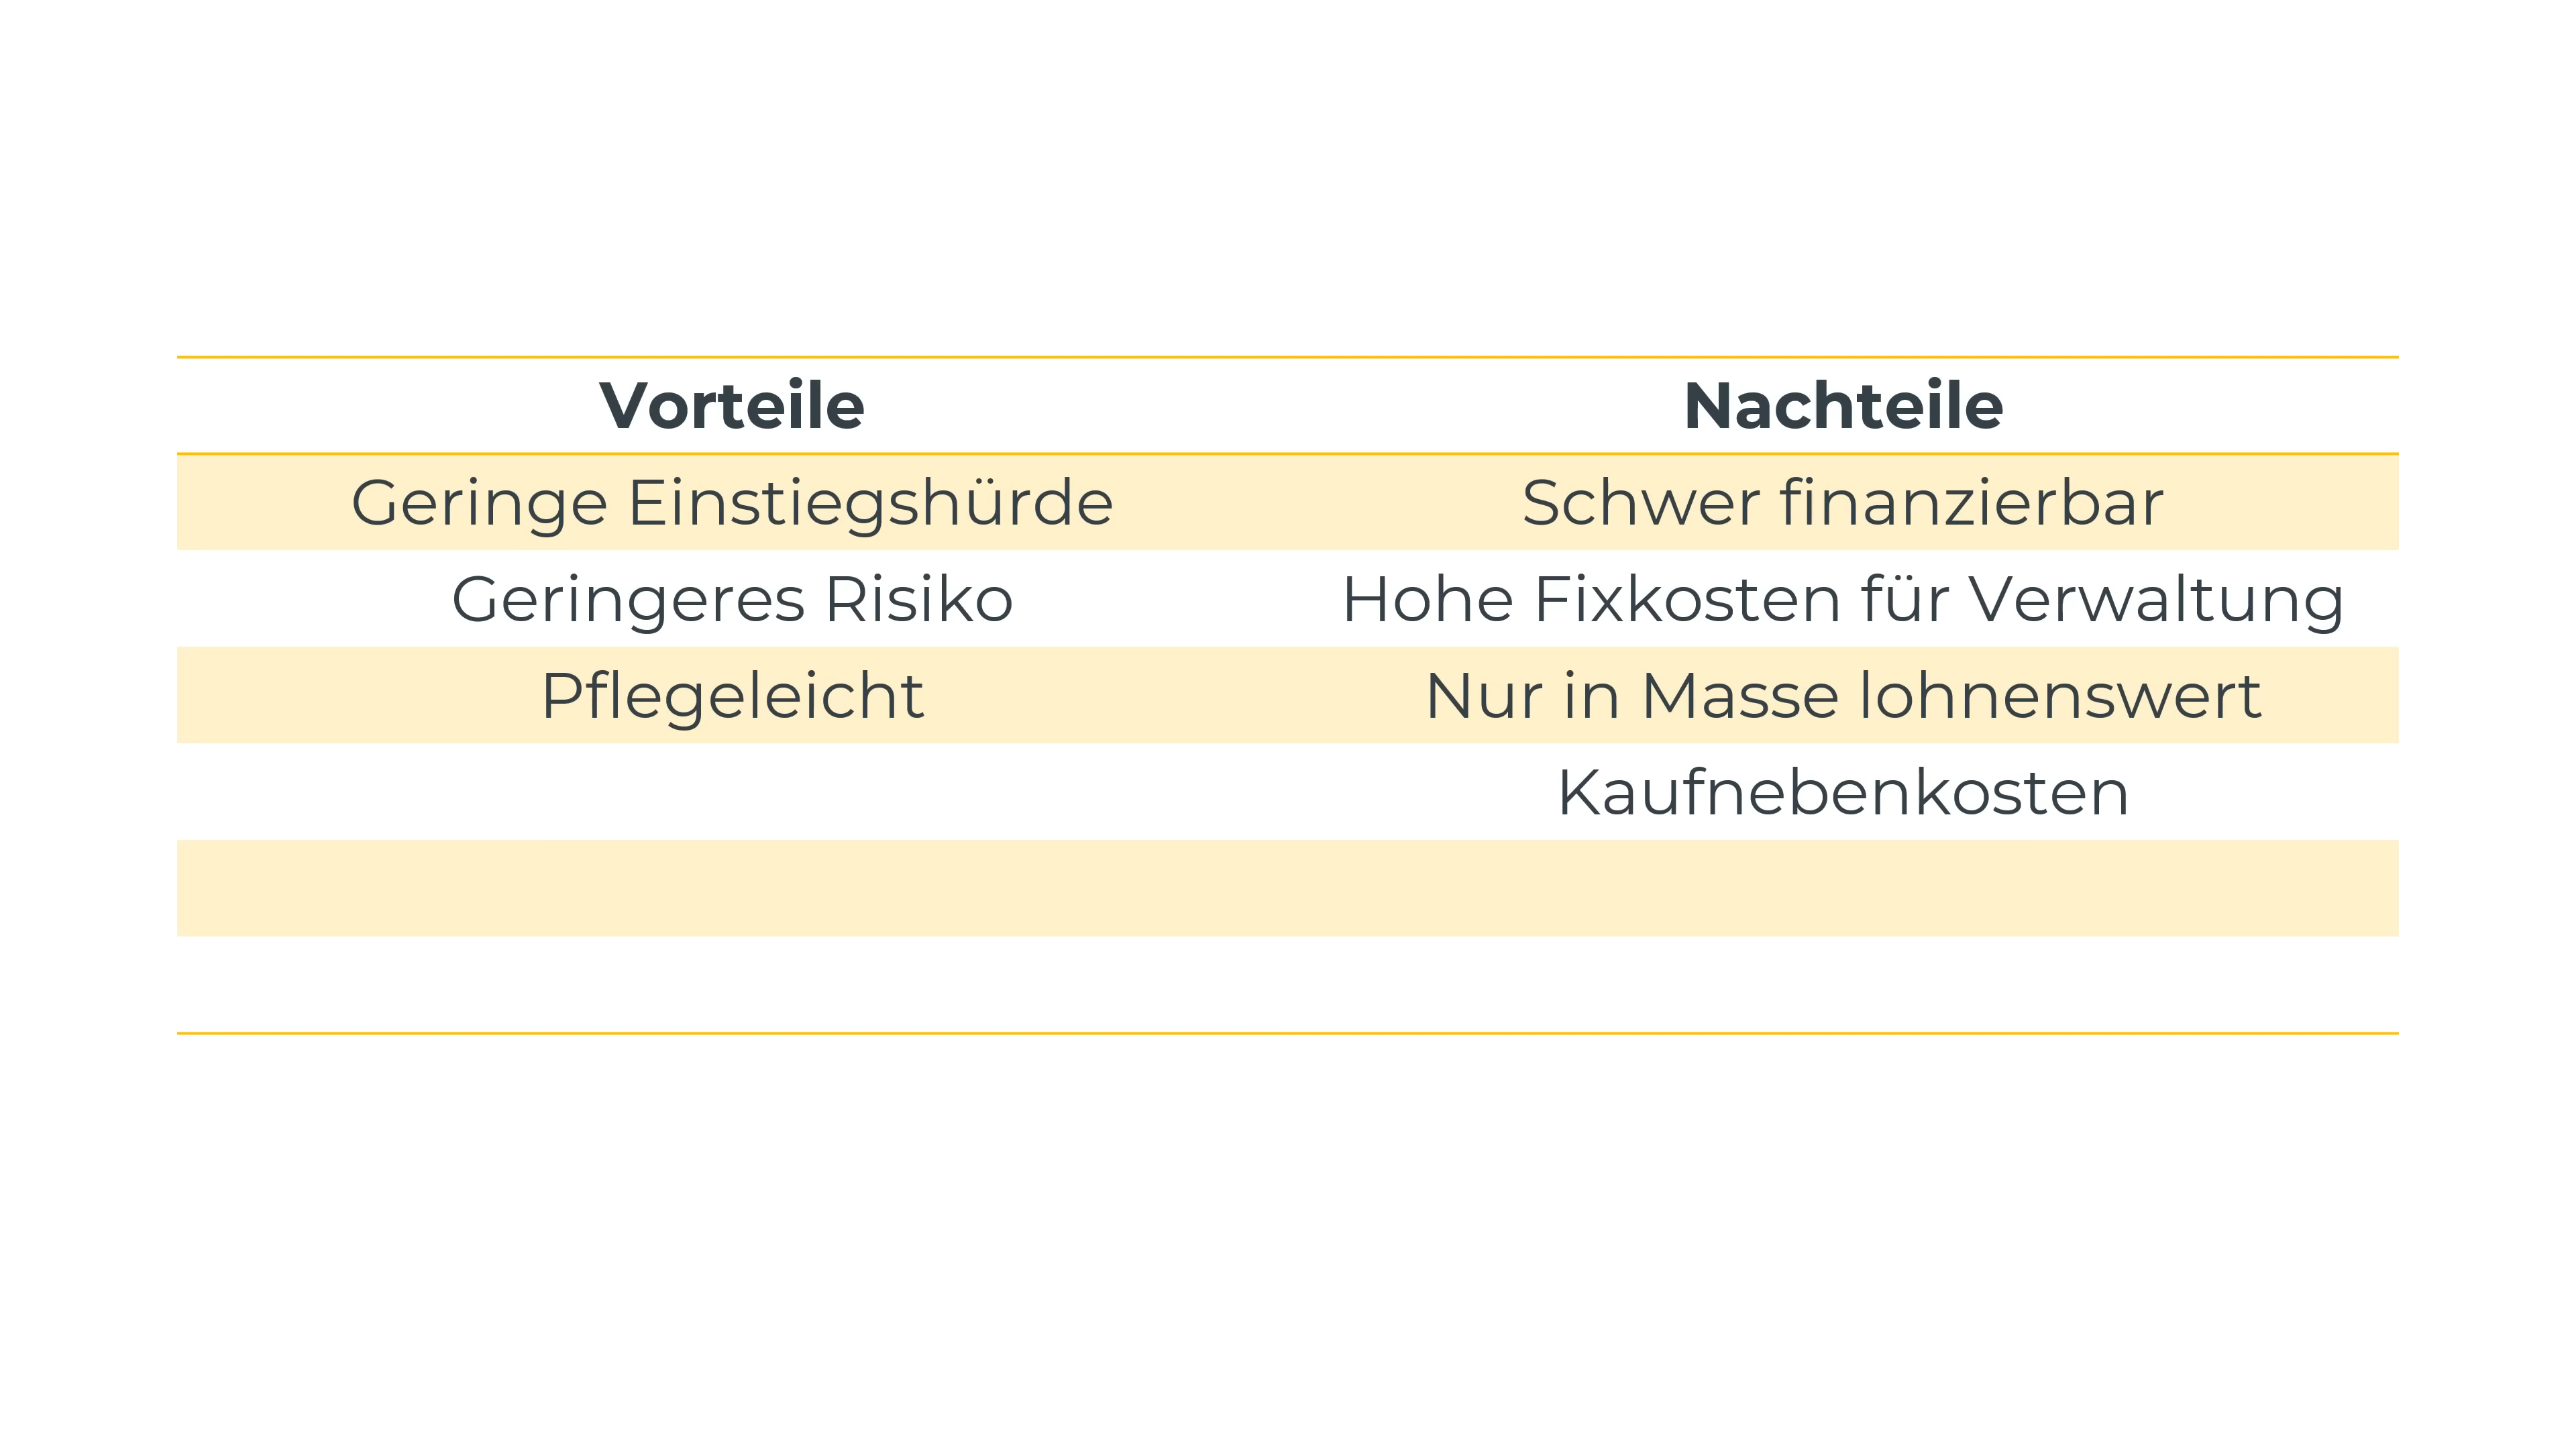 Vorteile Nachteile
Geringe Einstiegshürde Schwer finanzierbar
Geringeres Risiko Hohe Fixkosten für Verwaltung
Pflegeleicht Nur in Masse lohnenswert
Kaufnebenkosten